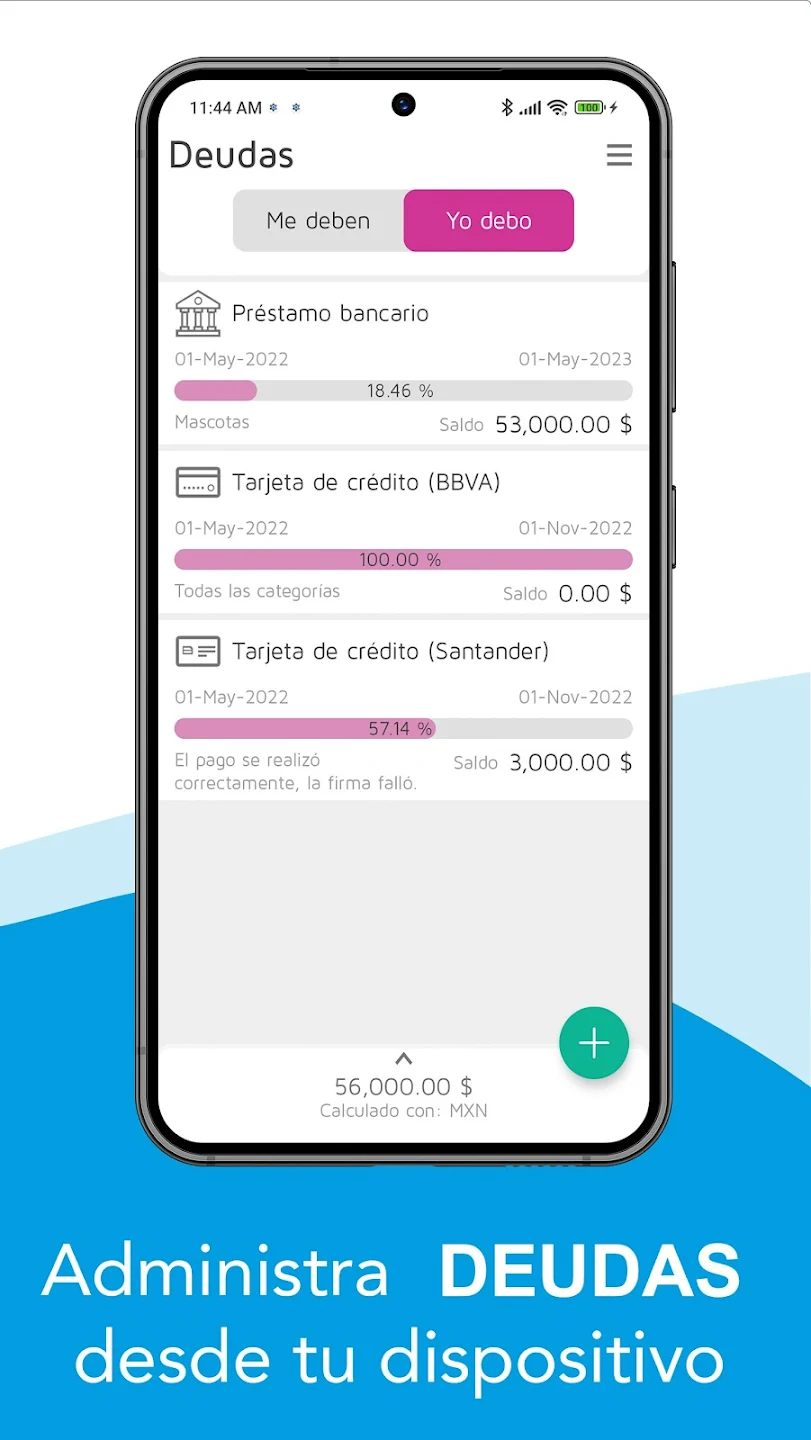 11:44 AM
100
Deudas
Me deben
Yo debo
Préstamo bancario
01-May-2022
01-May-2023
18.46 %
Mascotas
Saldo 53,000.00 $
Tarjeta de crédito (BBVA)
01-May-2022
01-Nov-2022
100.00 %
Todas las categorías
Saldo 0.00 $
Tarjeta de crédito (Santander)
01-May-2022
01-Nov-2022
57.14 %
El pago se realizó
correctamente, la firma falló.
Saldo 3,000.00 $
56,000.00 $
Calculado con: MXN
Administra DEUDAS
desde tu dispositivo